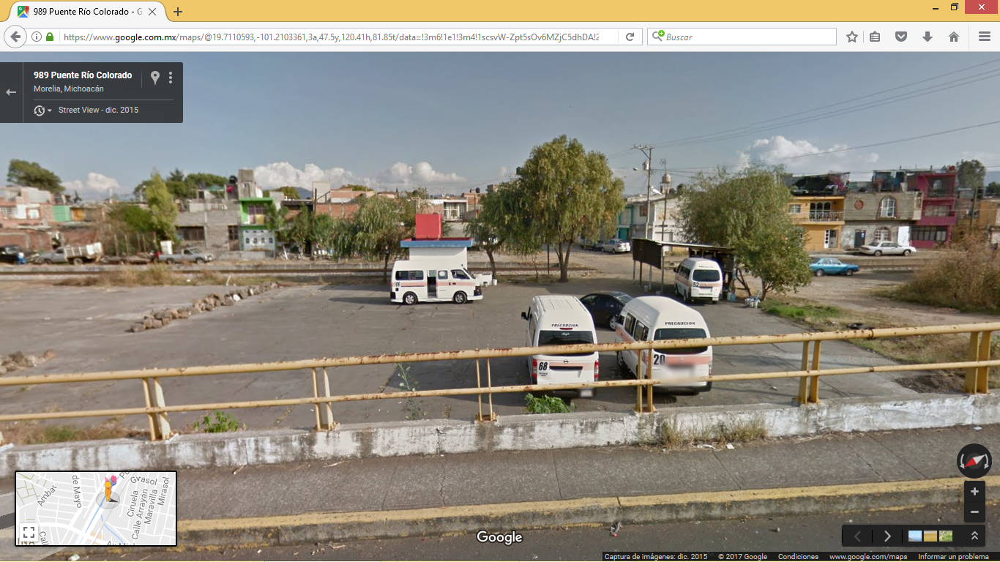 989 Puente Río Colorado - G
https://www.google.com.mx/maps/@19.7110593,-101.2103361,3a,47.5y,120.41h,81.85t/data=!3m6!1e1!3m4!1scsvW-Zpt5sOv6MZjC5dhDA!2
Buscar
989 Puente Río Colorado
Morelia, Michoacán
Street View - dic. 2015
PRECAUCION
68
PRECAUCION
20
52
Ambar
de Mayo
Girasol
Ciruela
Calle Arrayán
Maravilla
Mirasol
Google
Captura de imágenes: dic. 2015 © 2017 Google Condiciones www.google.com/maps Informar un problema